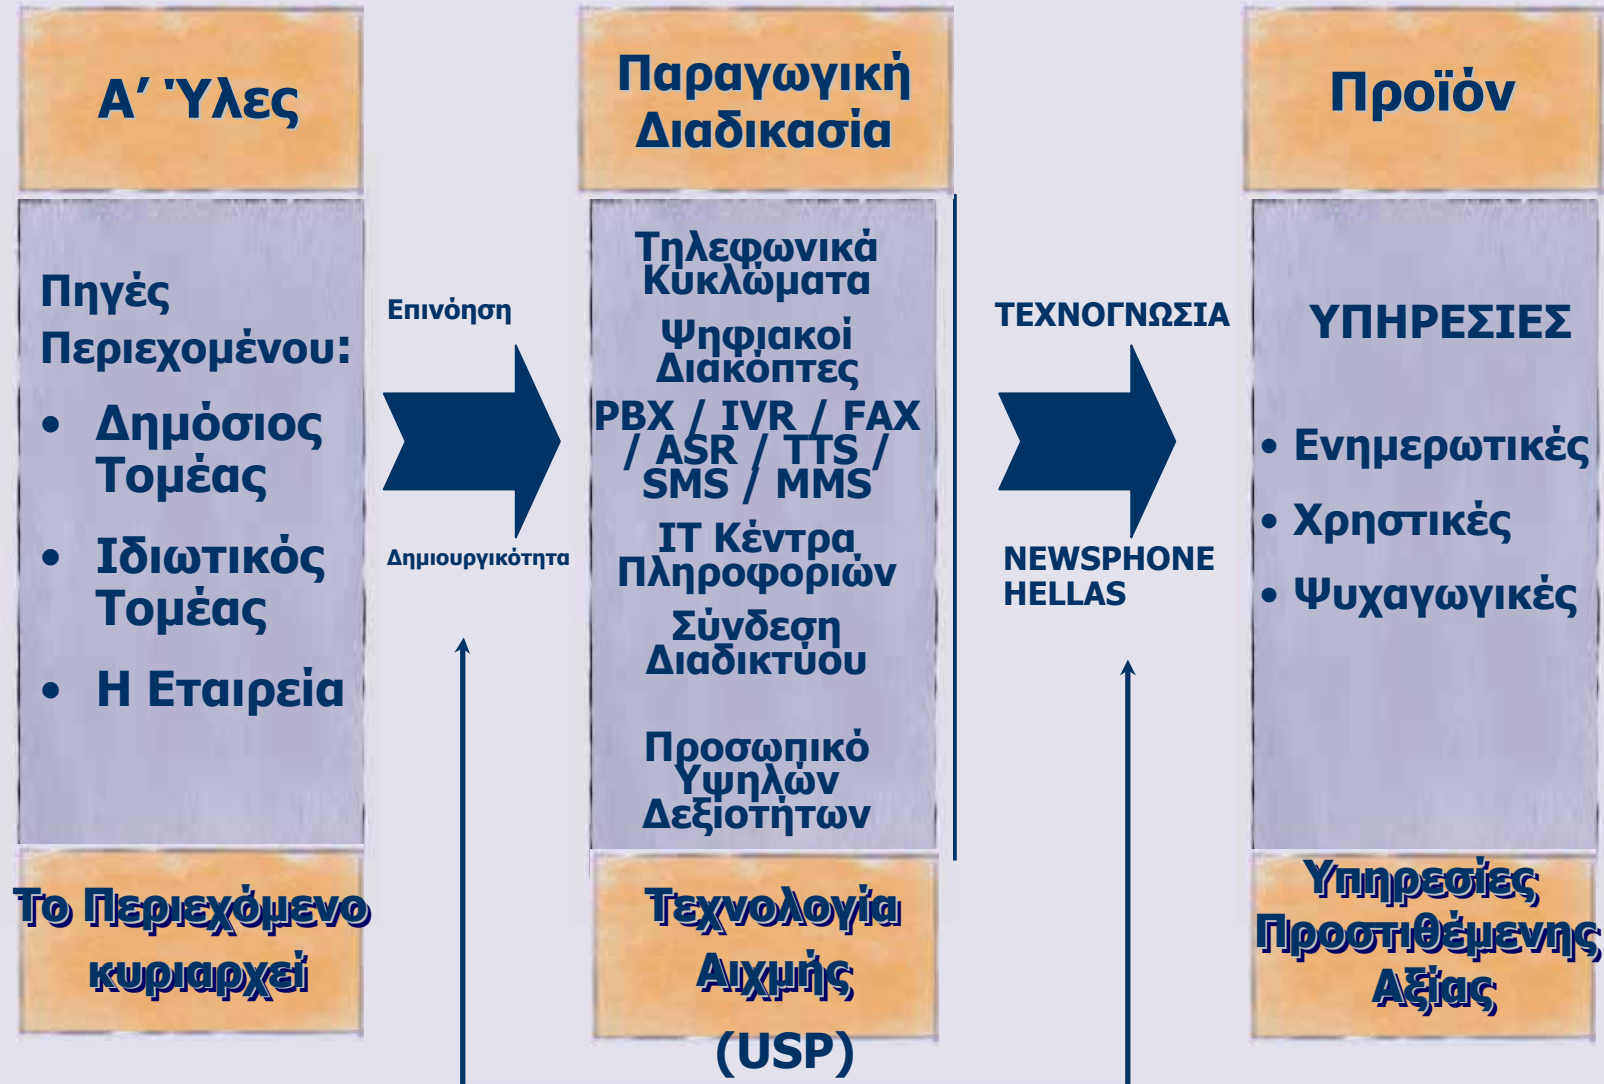 Α’ Ύλες
Πηγές
Περιεχομένου:
• Δημόσιος
Τομέας
• Ιδιωτικός
Τομέας
• Η Εταιρεία
Το Περιεχόμενο
κυριαρχεί
Επινόηση
Δημιουργικότητα
Παραγωγική
Διαδικασία
Τηλεφωνικά
Κυκλώματα
Ψηφιακοί
Διακόπτες
PBX / IVR / FAX
/ ASR / TTS /
SMS / MMS
IT Κέντρα
Πληροφοριών
Σύνδεση
Διαδικτύου
Προσωπικό
Υψηλών
Δεξιοτήτων
Τεχνολογία
Αιχμής
(USP)
ΤΕΧΝΟΓΝΩΣΙΑ
NEWSPHONE
HELLAS
Προϊόν
ΥΠΗΡΕΣΙΕΣ
• Ενημερωτικές
• Χρηστικές
• Ψυχαγωγικές
Υπηρεσίες
Προστιθέμενης
Αξίας